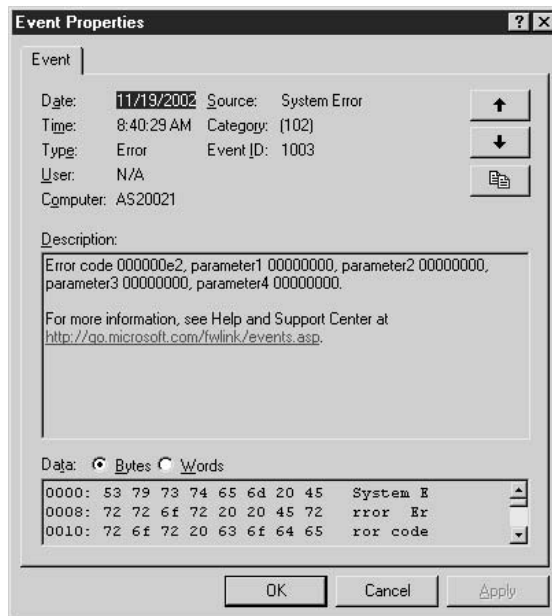 Event Properties
Event
Date: 11/19/2002 Source: System Error
Time: 8:40:29 AM Category: (102)
Type: Error Event ID: 1003
User: N/A
Computer: AS20021
Description:
Error code 000000e2, parameter1 00000000, parameter2 00000000,
parameter3 00000000, parameter4 00000000.
For more information, see Help and Support Center at
http://go.microsoft.com/fwlink/events.asp.
Data: Bytes Words
0000: 53 79 73 74 65 6d 20 45 System E
0008: 72 72 6f 72 20 20 45 72 rror  Er
0010: 72 6f 72 20 63 6f 64 65 ror code
OK Cancel Apply